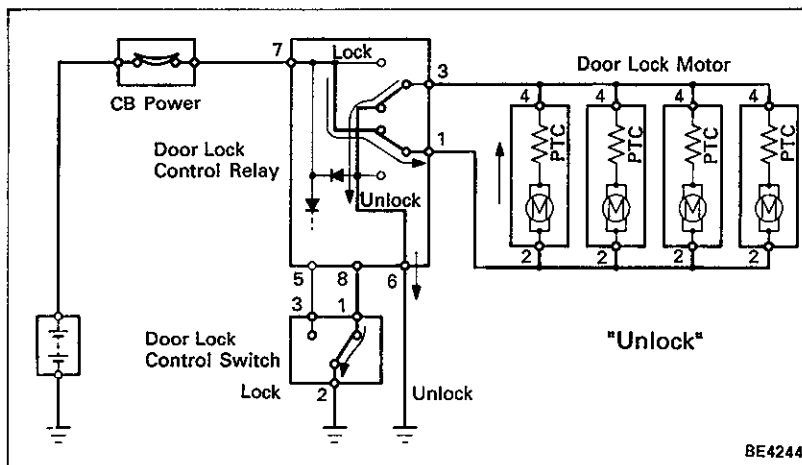 CB Power
7
Lock
3
Door Lock Motor
4
4
4
4
PTC
PTC
PTC
PTC
M
M
M
M
2
2
2
2
1
Door Lock
Control Relay
Unlock
5
8
6
3
1
Door Lock
Control Switch
Lock
2
Unlock
"Unlock"
BE4244